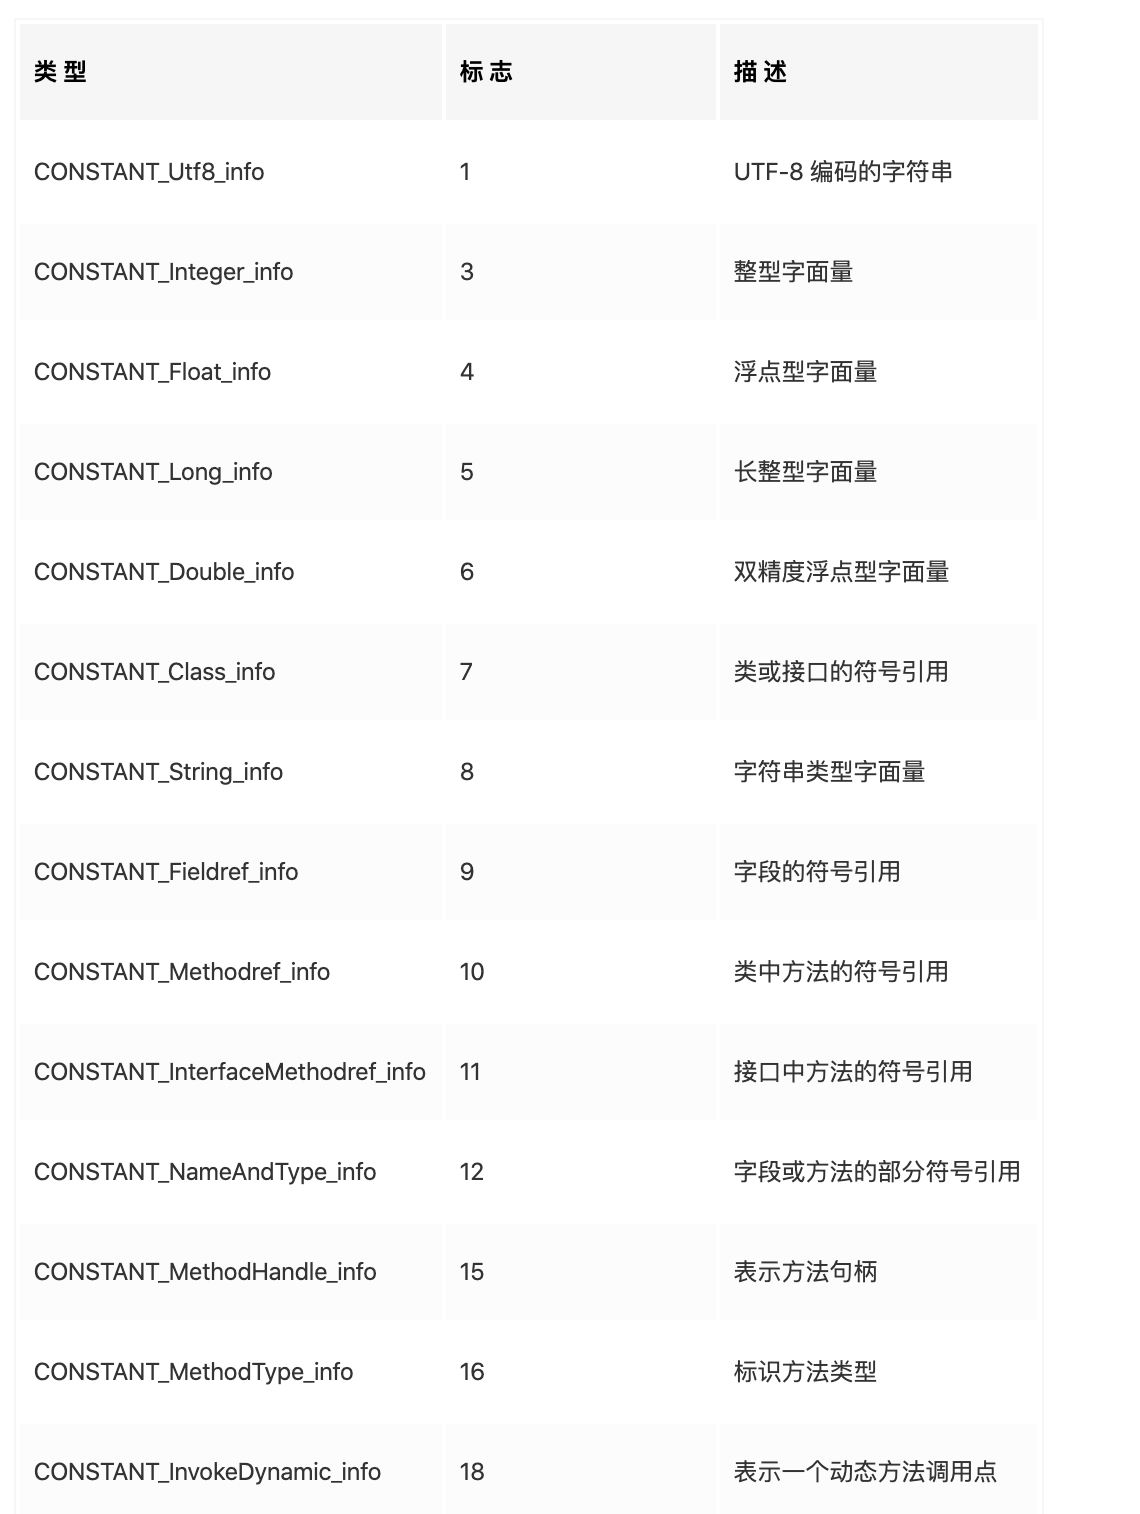 类型 标志 描述
CONSTANT_Utf8_info 1 UTF-8 编码的字符串
CONSTANT_Integer_info 3 整型字面量
CONSTANT_Float_info 4 浮点型字面量
CONSTANT_Long_info 5 长整型字面量
CONSTANT_Double_info 6 双精度浮点型字面量
CONSTANT_Class_info 7 类或接口的符号引用
CONSTANT_String_info 8 字符串类型字面量
CONSTANT_Fieldref_info 9 字段的符号引用
CONSTANT_Methodref_info 10 类中方法的符号引用
CONSTANT_InterfaceMethodref_info 11 接口中方法的符号引用
CONSTANT_NameAndType_info 12 字段或方法的部分符号引用
CONSTANT_MethodHandle_info 15 表示方法句柄
CONSTANT_MethodType_info 16 标识方法类型
CONSTANT_InvokeDynamic_info 18 表示一个动态方法调用点